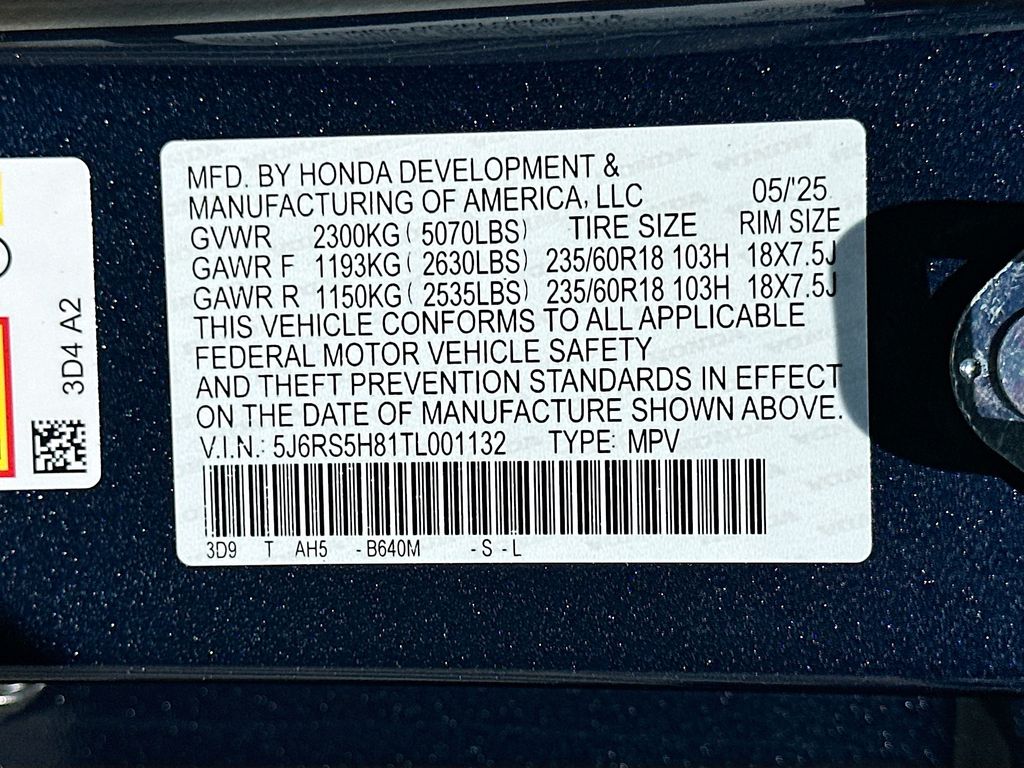 MFD. BY HONDA DEVELOPMENT &
MANUFACTURING OF AMERICA, LLC 05/'25
GVWR 2300KG ( 5070LBS) TIRE SIZE RIM SIZE
GAWR F 1193KG ( 2630LBS) 235/60R18 103H 18X7.5J
GAWR R 1150KG ( 2535LBS) 235/60R18 103H 18X7.5J
THIS VEHICLE CONFORMS TO ALL APPLICABLE
FEDERAL MOTOR VEHICLE SAFETY
AND THEFT PREVENTION STANDARDS IN EFFECT
ON THE DATE OF MANUFACTURE SHOWN ABOVE.
V.I.N.: 5J6RS5H81TL001132 TYPE: MPV
3D9 T AH5 -B640M -S -L
3D4 A2